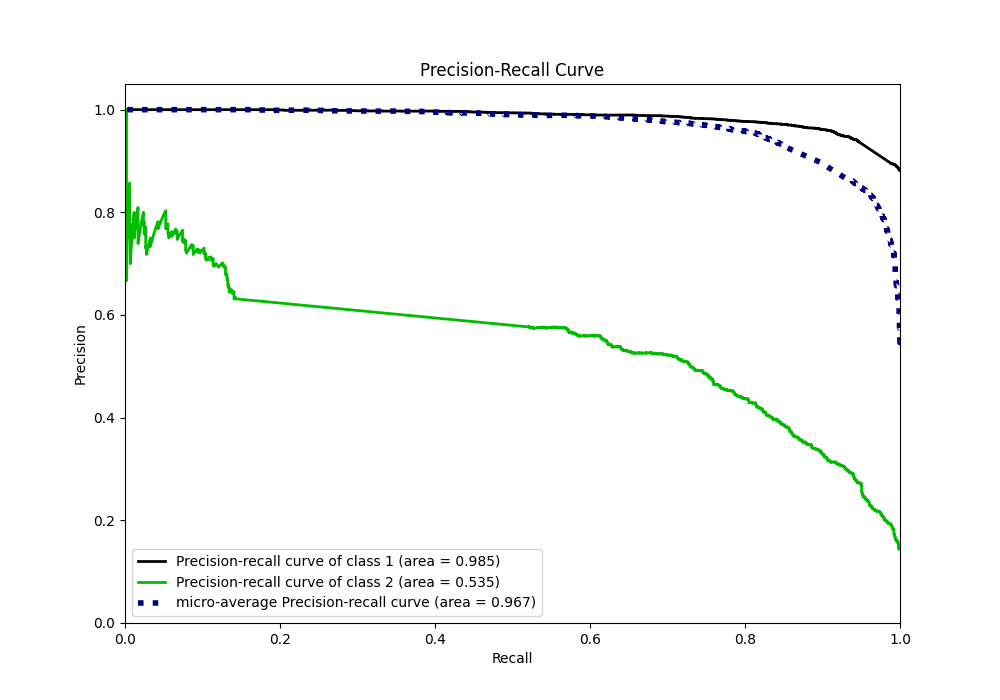 Precision-Recall Curve
1.0
0.8
0.6
0.4
0.2
0.0
Precision
Precision-recall curve of class 1 (area = 0.985)
Precision-recall curve of class 2 (area = 0.535)
micro-average Precision-recall curve (area = 0.967)
0.0 0.2 0.4 0.6 0.8 1.0
Recall